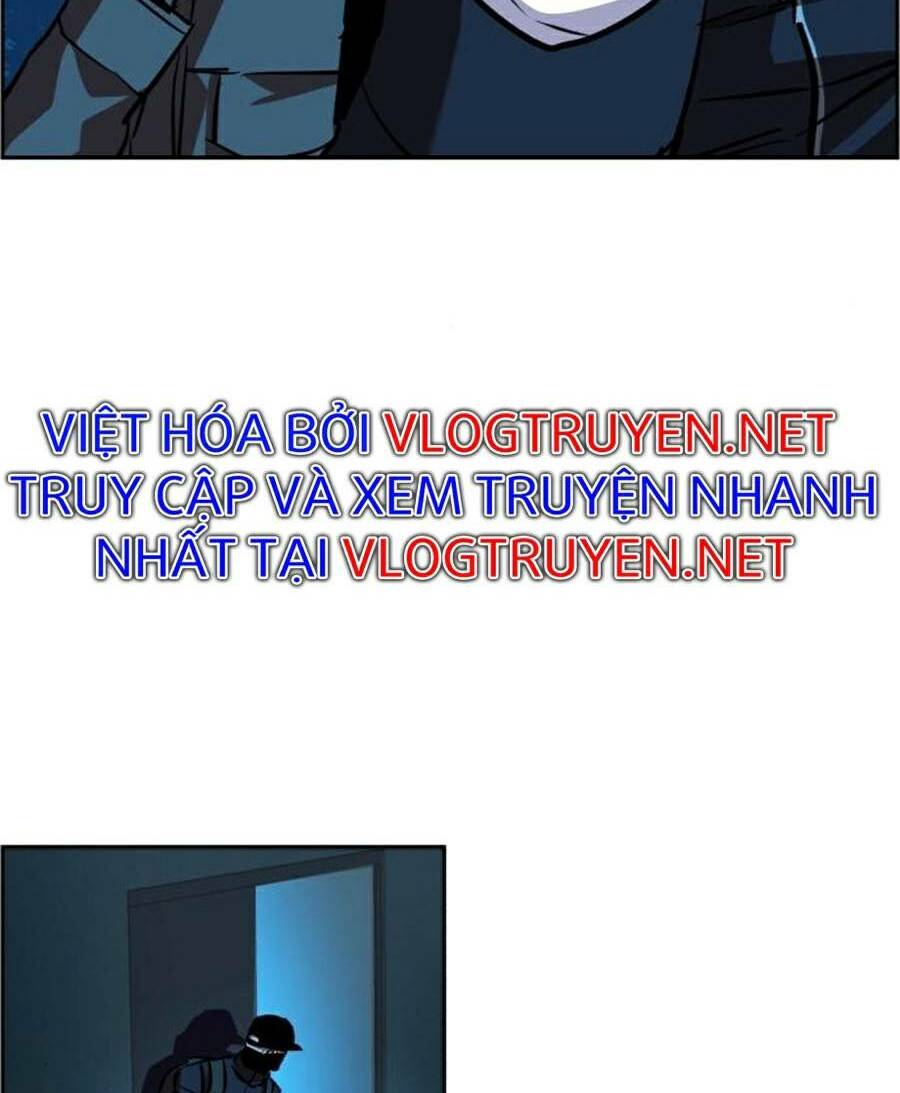 VIỆT HÓA BỞI VLOGTRUYEN.NET
TRUY CẬP VÀ XEM TRUYỆN NHANH
NHẤT TẠI VLOGTRUYEN.NET